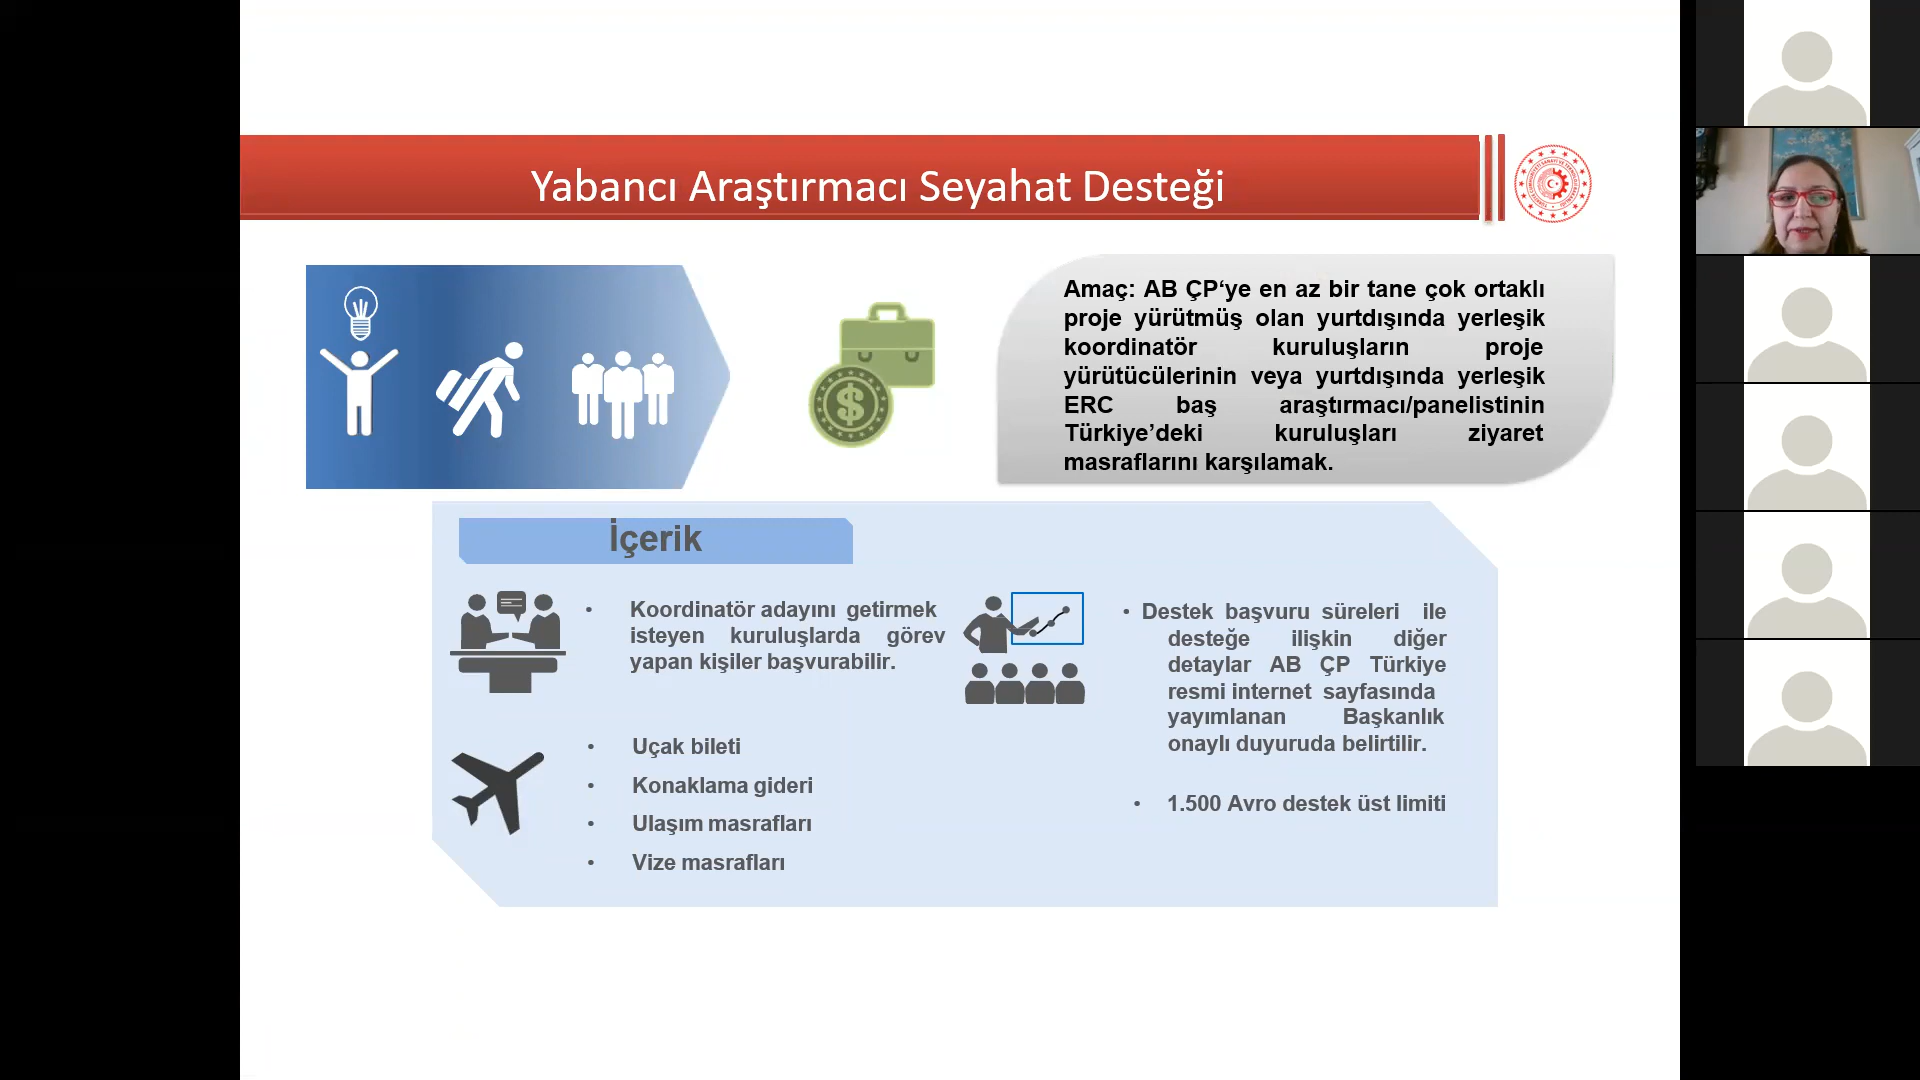 Yabancı Araştırmacı Seyahat Desteği
Amaç: AB ÇP‘ye en az bir tane çok ortaklı
proje yürütmüş olan yurtdışında yerleşik
koordinatör kuruluşların proje
yürütücülerinin veya yurtdışında yerleşik
ERC baş araştırmacı/panelistinin
Türkiye’deki kuruluşları ziyaret
masraflarını karşılamak.
İçerik
• Koordinatör adayını getirmek
isteyen kuruluşlarda görev
yapan kişiler başvurabilir.
• Uçak bileti
• Konaklama gideri
• Ulaşım masrafları
• Vize masrafları
• Destek başvuru süreleri ile
desteğe ilişkin diğer
detaylar AB ÇP Türkiye
resmi internet sayfasında
yayımlanan Başkanlık
onaylı duyuruda belirtilir.
• 1.500 Avro destek üst limiti